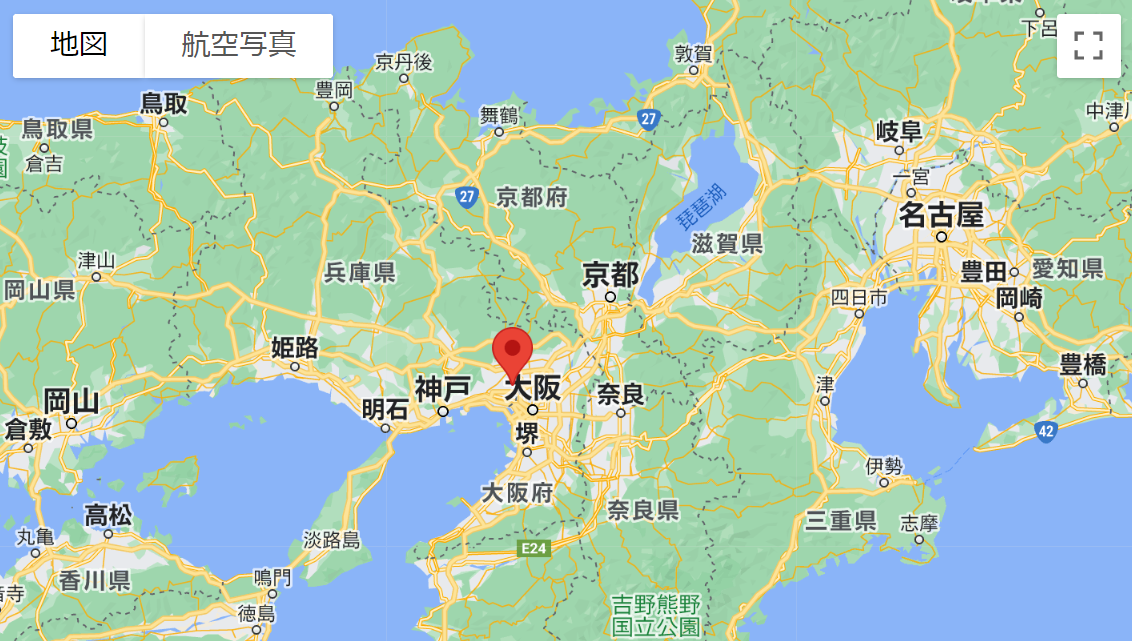 地図
航空写真
下呂
京丹後
敦賀
豊岡
鳥取
舞鶴
27
中津川
鳥取県
岐阜
倉吉
一宮
27
京都府
琵琶湖
名古屋
滋賀県
津山
兵庫県
京都
豊田
愛知県
岡山県
四日市
岡崎
姫路
豊橋
神戸
大阪
津
奈良
岡山
明石
倉敷
堺
42
伊勢
大阪府
奈良県
高松
三重県
志摩
丸亀
淡路島
E24
香川県
鳴門
徳島
吉野熊野
国立公園